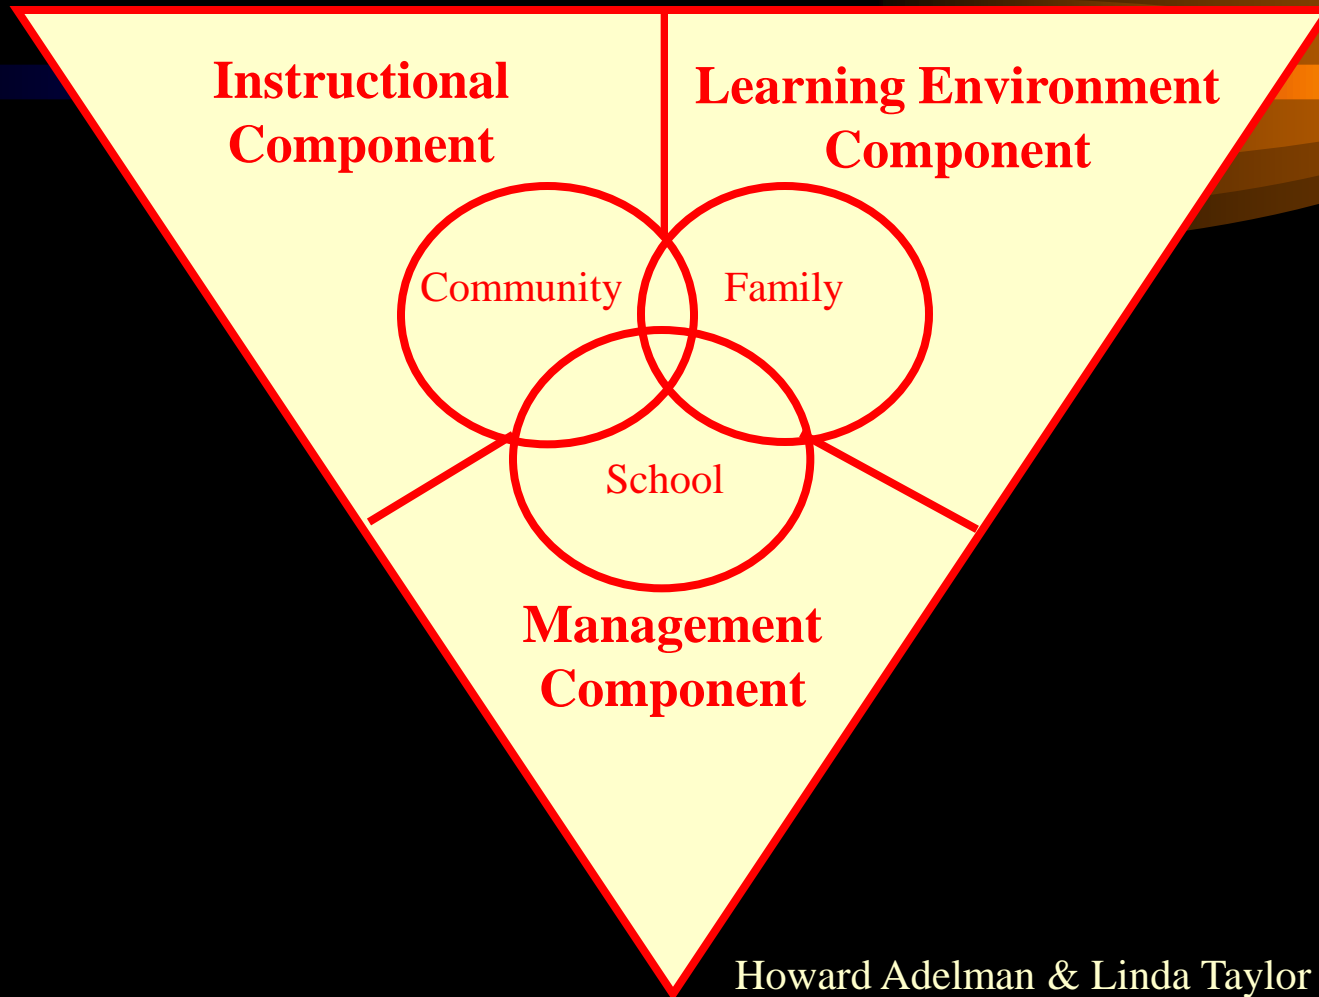 Instructional
Component
Learning Environment
Component
Community
Family
School
Management
Component
Howard Adelman & Linda Taylor